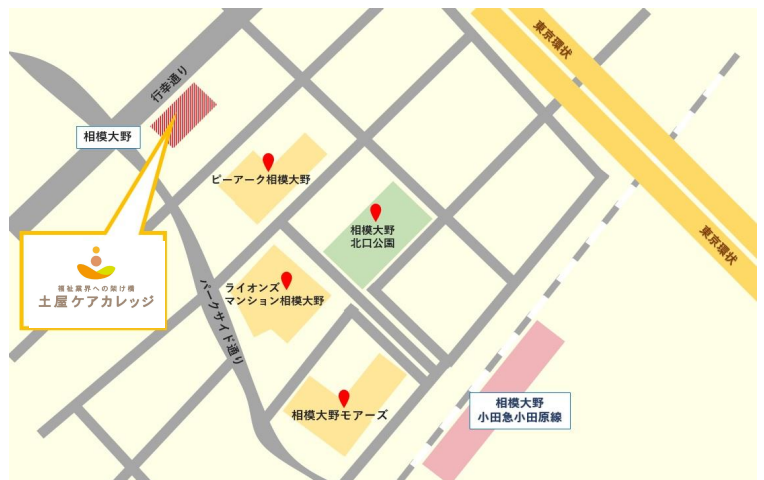 東京環状
行幸通り
相模大野
ピーアーク相模大野
相模大野
北口公園
東京環状
福祉業界への架け橋
土屋ケアカレッジ
ライオンズ
マンション相模大野
パークサイド通り
相模大野モアーズ
相模大野
小田急小田原線